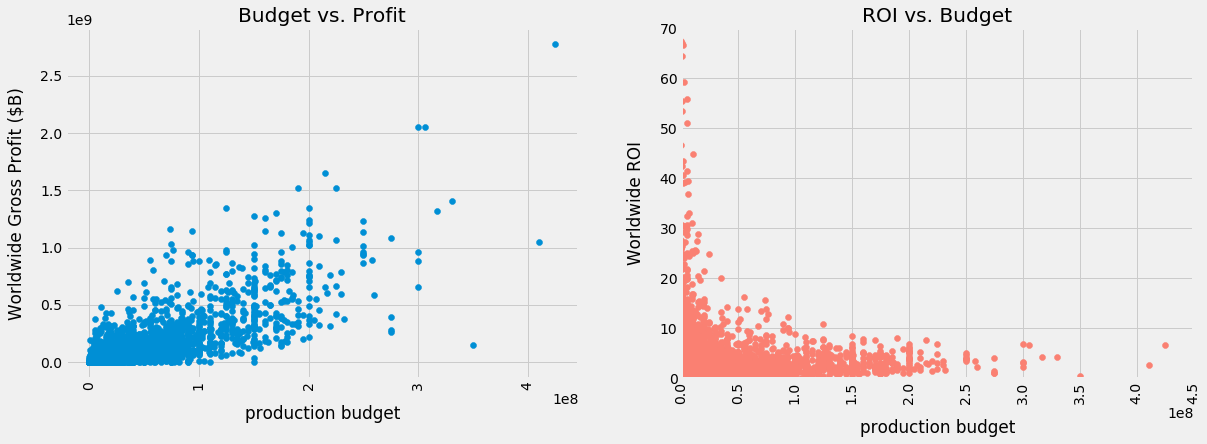 Budget vs. Profit
1e9
Worldwide Gross Profit ($B)
2.5
2.0
1.5
1.0
0.5
0.0
0 1 2 3 4
1e8
production budget
ROI vs. Budget
Worldwide ROI
70
60
50
40
30
20
10
0
0.0 0.5 1.0 1.5 2.0 2.5 3.0 3.5 4.0 4.5
1e8
production budget